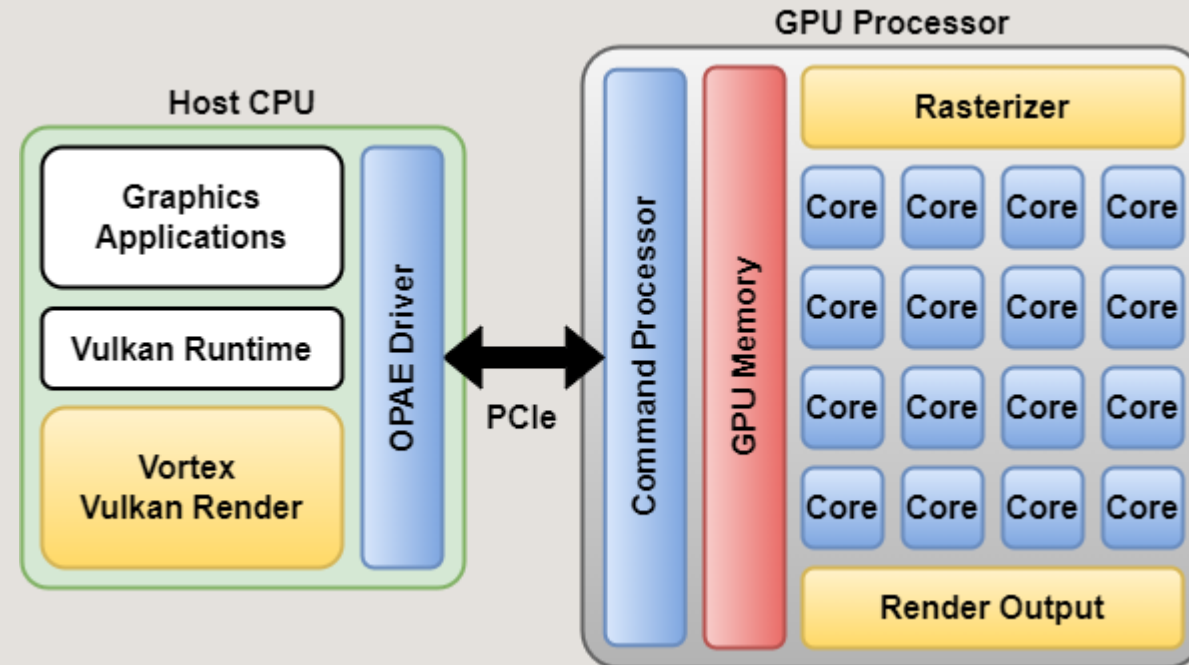 GPU Processor
Host CPU
Graphics
Applications
Vulkan Runtime
Vortex
Vulkan Render
OPAE Driver
PCIe
Command Processor
GPU Memory
Rasterizer
Core Core Core Core
Core Core Core Core
Core Core Core Core
Core Core Core Core
Render Output